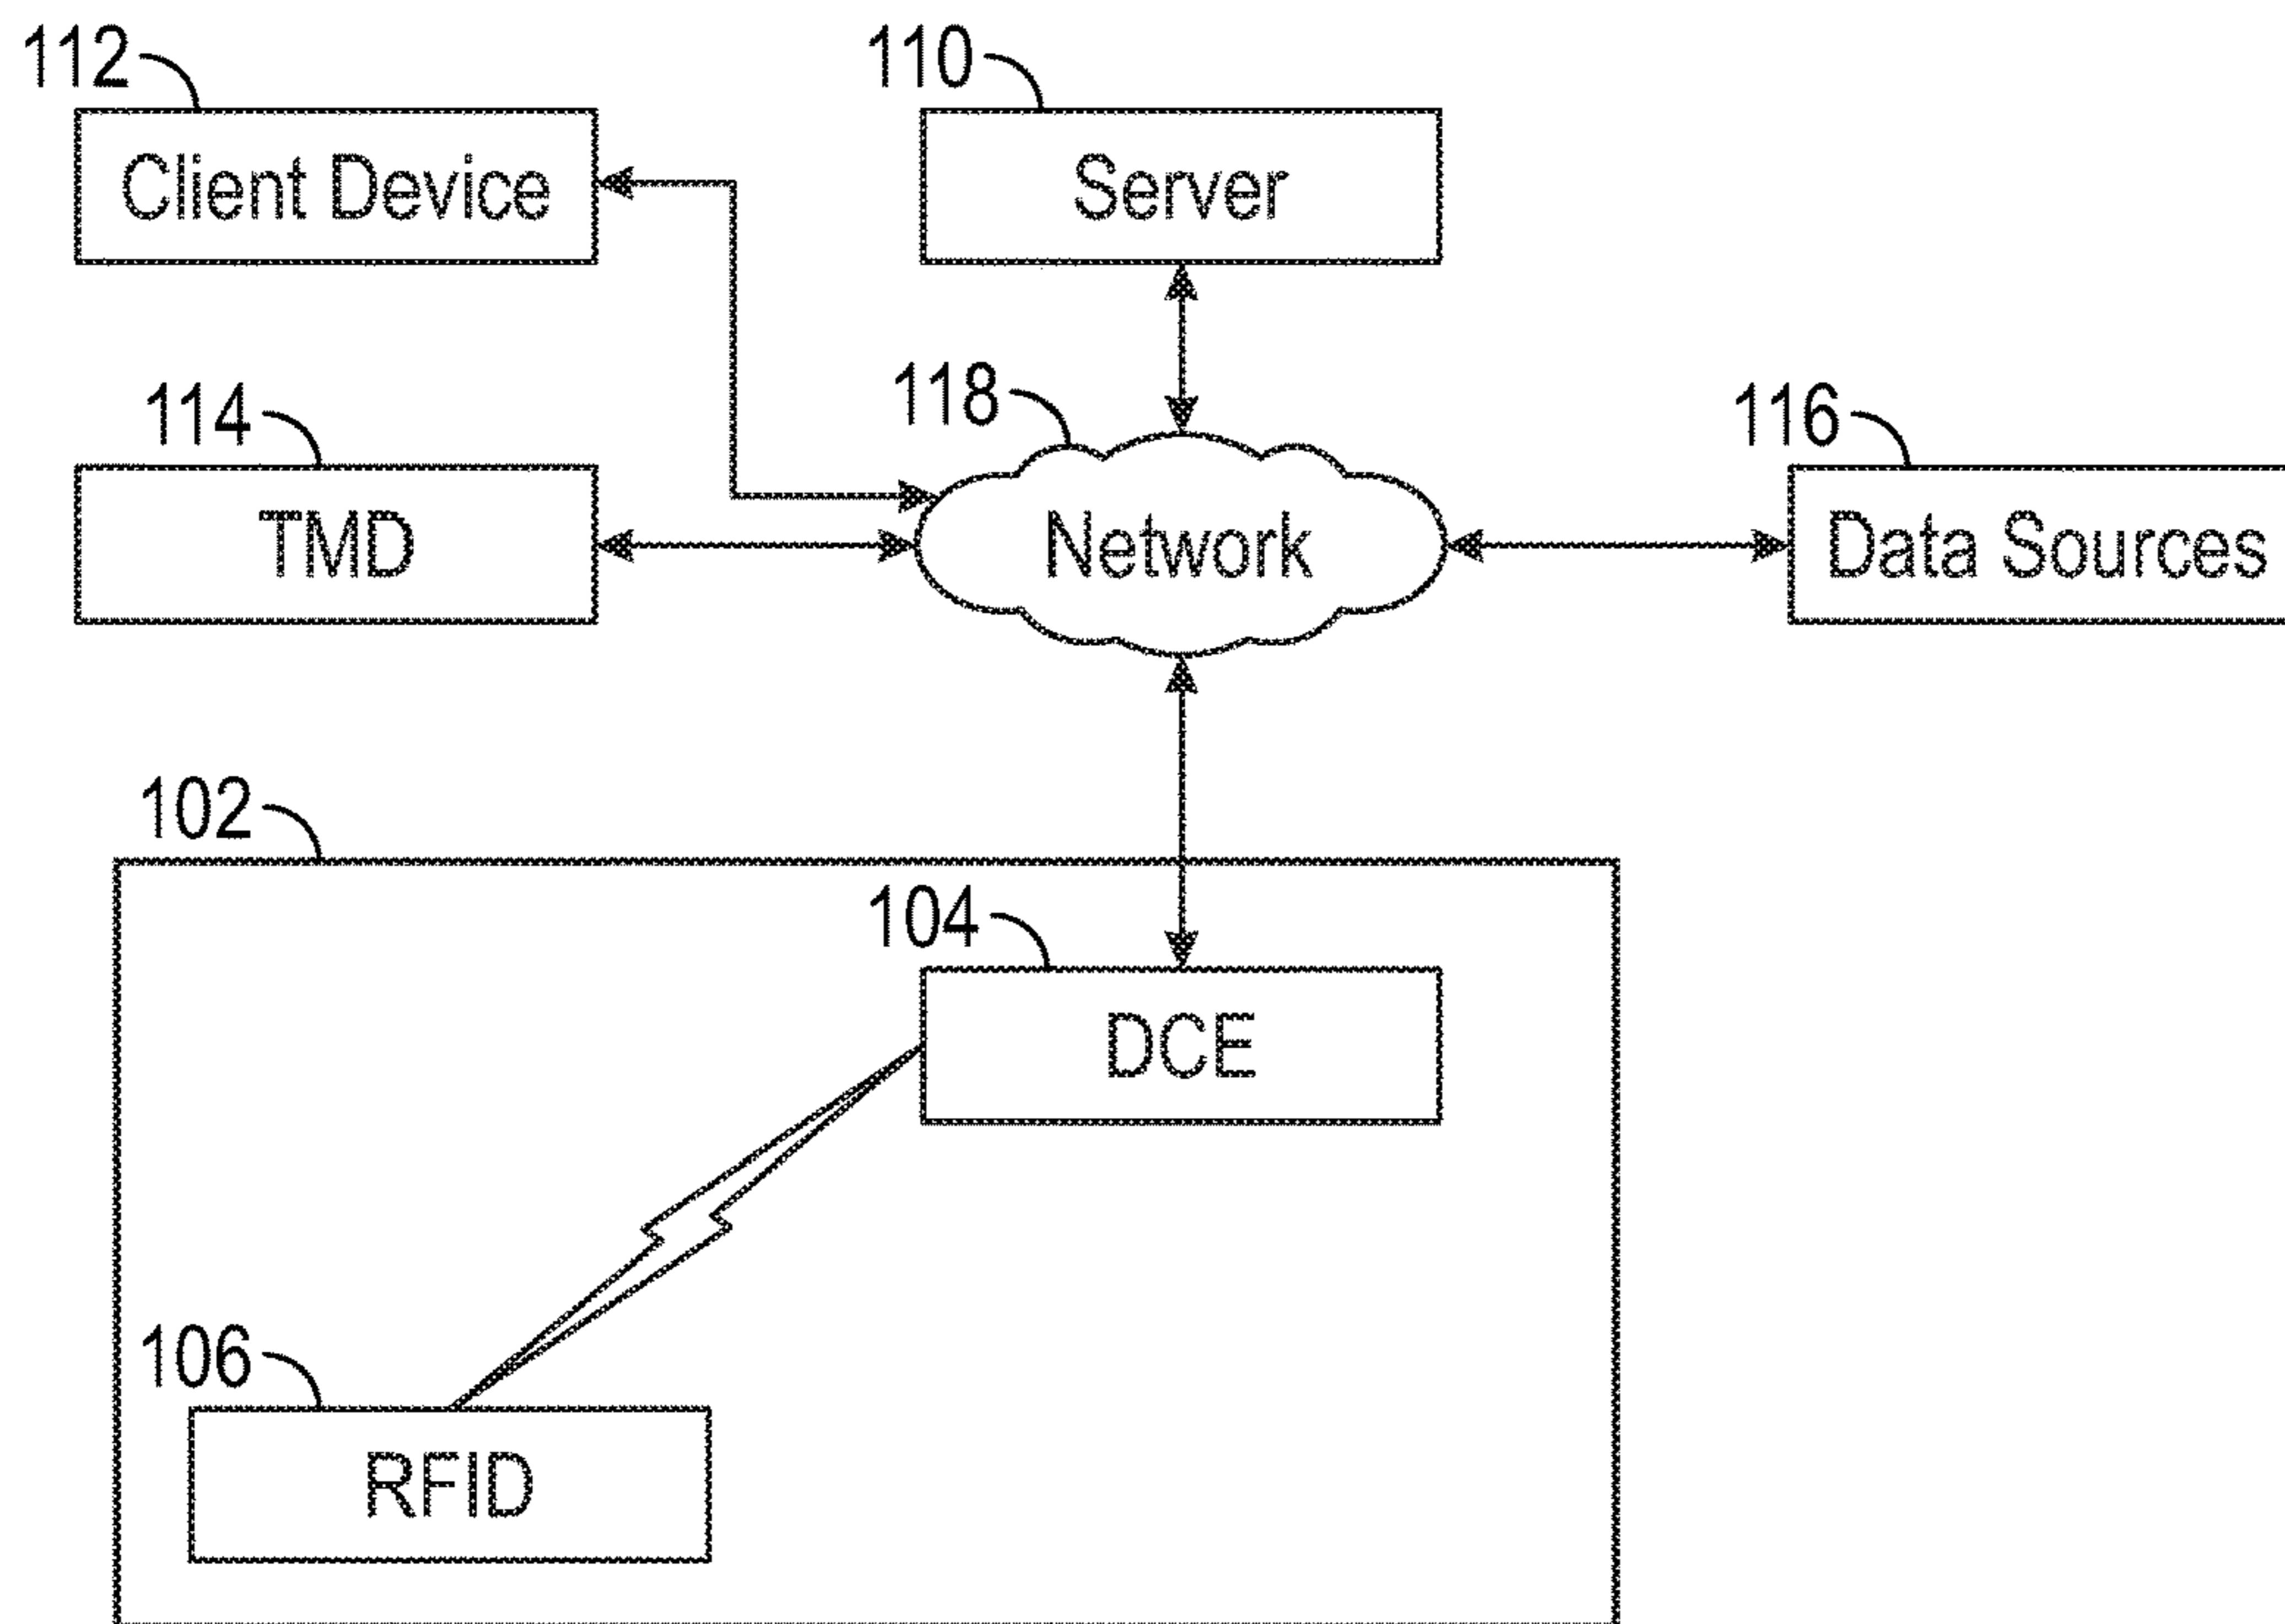 112
Client Device
110
Server
114
TMD
118
Network
116
Data Sources
102
104
DCE
106
RFID